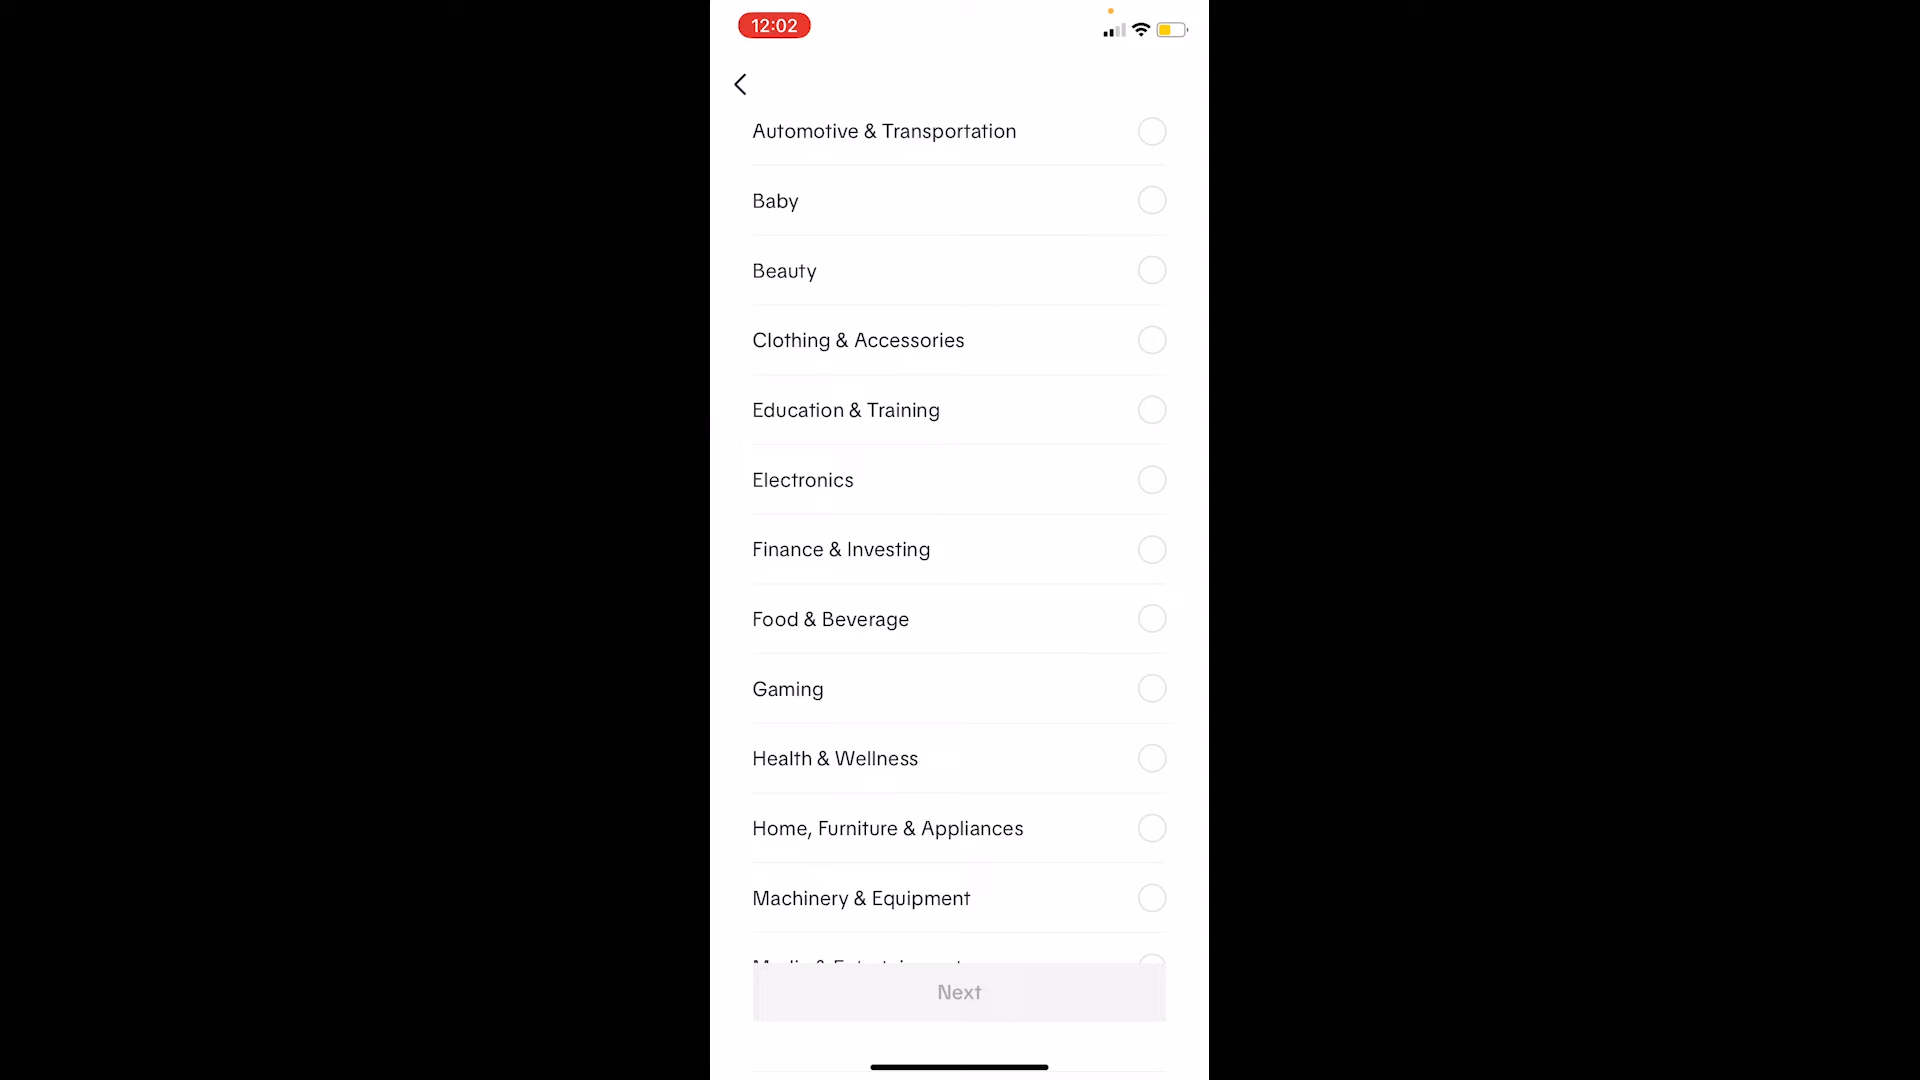 12:02
Automotive & Transportation
Baby
Beauty
Clothing & Accessories
Education & Training
Electronics
Finance & Investing
Food & Beverage
Gaming
Health & Wellness
Home, Furniture & Appliances
Machinery & Equipment
Next